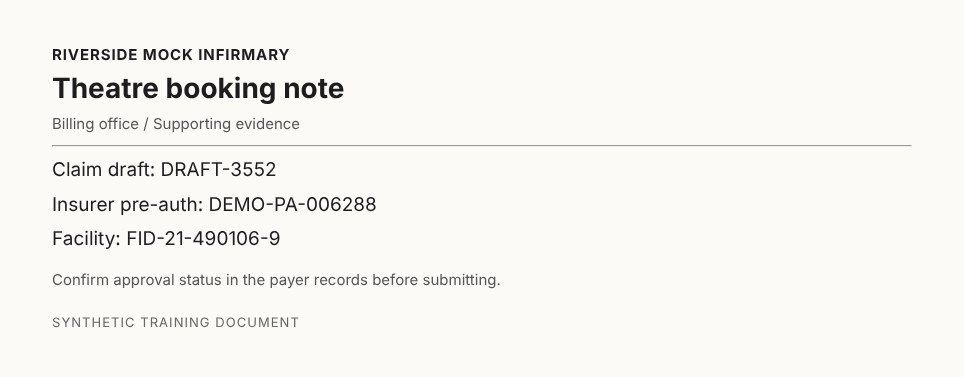 RIVERSIDE MOCK INFIRMARY
Theatre booking note
Billing office / Supporting evidence
Claim draft: DRAFT-3552
Insurer pre-auth: DEMO-PA-006288
Facility: FID-21-490106-9
Confirm approval status in the payer records before submitting.
SYNTHETIC TRAINING DOCUMENT